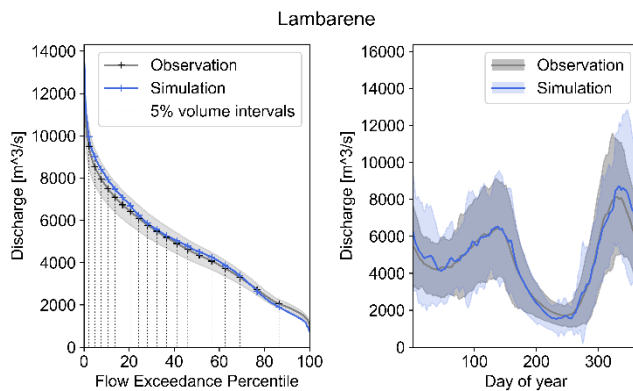 Lambarene
14000
12000
10000
8000
6000
4000
2000
0
Discharge [m^3/s]
Observation
Simulation
5% volume intervals
0 20 40 60 80 100
Flow Exceedance Percentile
16000
14000
12000
10000
8000
6000
4000
2000
0
Discharge [m^3/s]
Observation
Simulation
100 200 300
Day of year